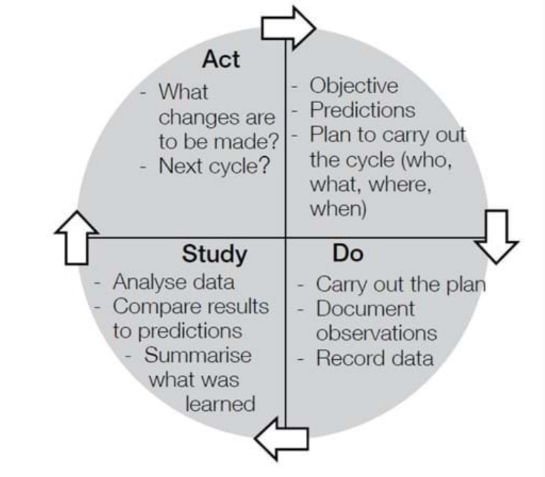 Act
- What
changes are
to be made?
- Next cycle?
- Objective
- Predictions
- Plan to carry out
the cycle (who,
what, where,
when)
Study
- Analyse data
- Compare results
to predictions
- Summarise
what was
learned
Do
- Carry out the plan
- Document
observations
- Record data